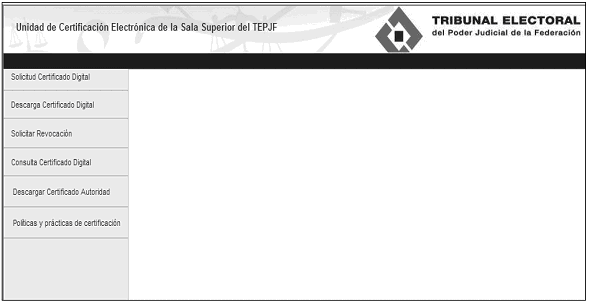 Unidad de Certificación Electrónica de la Sala Superior del TEPJF
TRIBUNAL ELECTORAL
del Poder Judicial de la Federación
Solicitud Certificado Digital
Descarga Certificado Digital
Solicitar Revocación
Consulta Certificado Digital
Descargar Certificado Autoridad
Políticas y prácticas de certificación